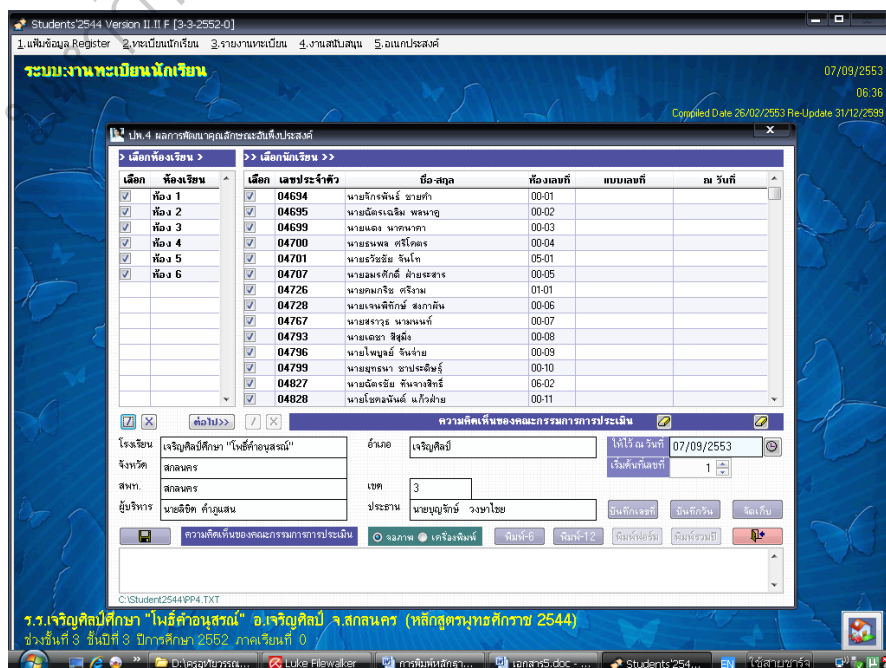 Students'2544 Version II.II F [3-3-2552-0]
1.แฟ้มข้อมูล Register 2.ทะเบียนนักเรียน 3.รายงานทะเบียน 4.งานสนับสนุน 5.อเนกประสงค์
ระบบ:งานทะเบียนนักเรียน
07/09/2553
06:36
Compiled Date 26/02/2553 Re-Update 31/12/2599
ปพ.4 ผลการพัฒนาคุณลักษณะอันพึงประสงค์
> เลือกห้องเรียน > >> เลือกนักเรียน >>
เลือก ห้องเรียน เลือก เลขประจำตัว ชื่อ-สกุล ห้องเลขที่ แบบเลขที่ ณ วันที่
ห้อง 1 04694 นายจักรพันธ์ ชายคำ 00-01
ห้อง 2 04695 นายฉัตรเฉลิม พลนาคู 00-02
ห้อง 3 04699 นายแดง นาคนาคา 00-03
ห้อง 4 04700 นายธนพล ศรีโคตร 00-04
ห้อง 5 04701 นายธวัชชัย จันโท 05-01
ห้อง 6 04707 นายอมรศักดิ์ ฝ่ายระสาร 00-05
04726 นายคมกริช ศรีงาม 01-01
04728 นายเจนพิทักษ์ สงกาผัน 00-06
04767 นายสราวุธ นามนนท์ 00-07
04793 นายเดชา สีสุมิ่ง 00-08
04796 นายไพบูลย์ จันจ่าย 00-09
04799 นายยุทธนา ชาประดิษฐ์ 00-10
04827 นายฉัตรชัย ทันจางสิทธิ์ 06-02
04828 นายโชคอนันต์ แก้วฝ่าย 00-11
ต่อไป>> ความคิดเห็นของคณะกรรมการการประเมิน
โรงเรียน เจริญศิลป์ศึกษา "โพธิ์คำอนุสรณ์" อำเภอ เจริญศิลป์ ให้ไว้ ณ วันที่ 07/09/2553
จังหวัด สกลนคร เริ่มต้นที่เลขที่ 1
สพท. สกลนคร เขต 3
ผู้บริหาร นายลิขิต คำภูแสน ประธาน นายบุญรักษ์ วงษาไชย บันทึกเลขที่ บันทึกวัน จัดเก็บ
ความคิดเห็นของคณะกรรมการการประเมิน จอภาพ เครื่องพิมพ์ พิมพ์-6 พิมพ์-12 พิมพ์ฟอร์ม พิมพ์รวมปี
C:\Student2544\PP4.TXT
ร.ร.เจริญศิลป์ศึกษา "โพธิ์คำอนุสรณ์" อ.เจริญศิลป์ จ.สกลนคร (หลักสูตรพุทธศักราช 2544)
ช่วงชั้นที่ 3 ชั้นปีที่ 3 ปีการศึกษา 2552 ภาคเรียนที่ 0
D:\ครูอุทัยวรรณ... Luke Filewalker การพิมพ์หลักฐา... เอกสาร5.doc - ... Students'254... EN ใช้สายชาร์จ